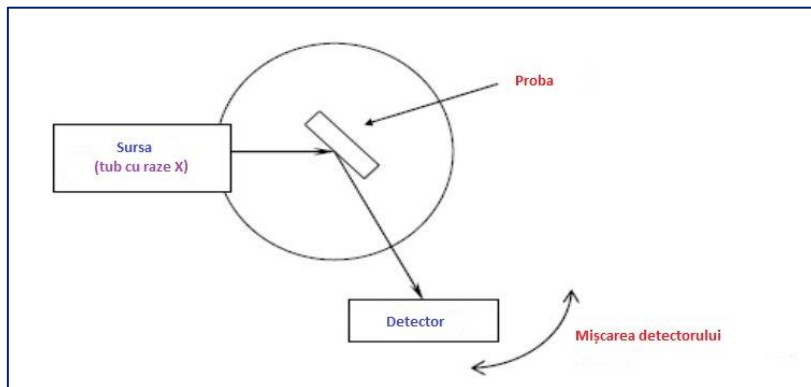 Proba
Sursa
(tub cu raze X)
Detector
Mișcarea detectorului